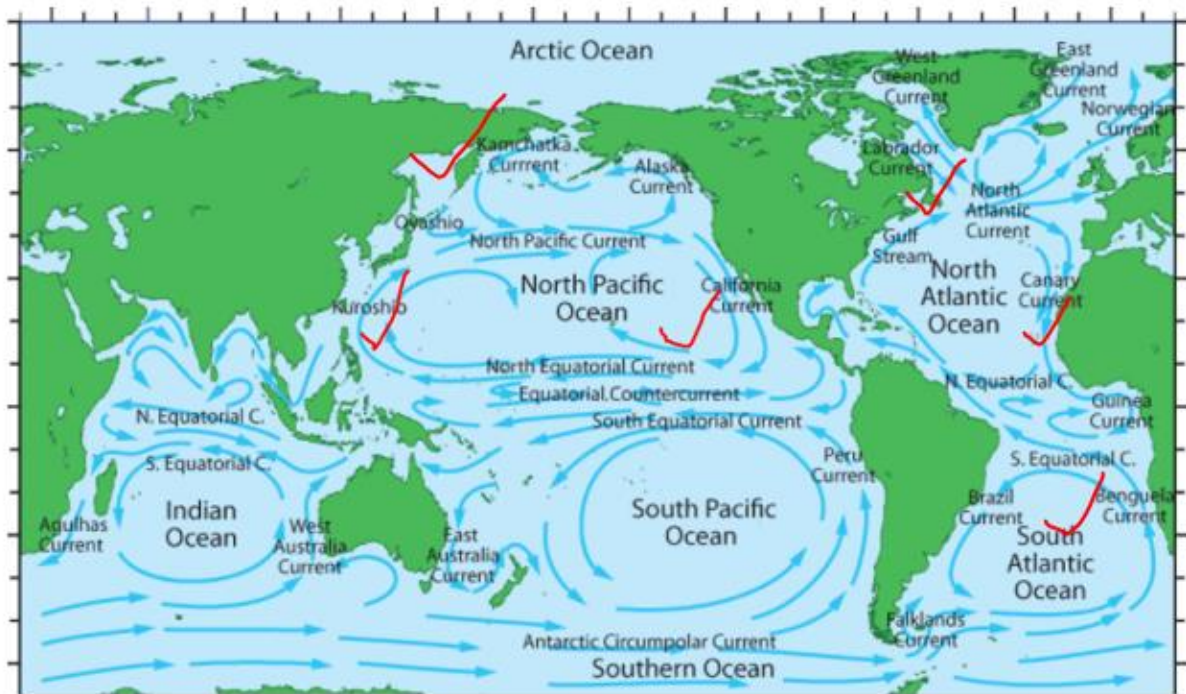 Arctic Ocean
West
Greenland
Current
East
Greenland
Current
Norwegian
Current
Kamchatka
Currrent
Alaska
Current
Labrador
Current
North
Atlantic
Current
Oyashio
North Pacific Current
Gulf
Stream
North Pacific
Ocean
North
Atlantic
Ocean
Kuroshio
California
Current
Canary
Current
North Equatorial Current
Equatorial Countercurrent
South Equatorial Current
N. Equatorial C.
Guinea
Current
N. Equatorial C.
S. Equatorial C.
Peru
Current
S. Equatorial C.
Indian
Ocean
South Pacific
Ocean
Brazil
Current
Benguela
Current
Agulhas
Current
West
Australia
Current
East
Australia
Current
South
Atlantic
Ocean
Falklands
Current
Antarctic Circumpolar Current
Southern Ocean